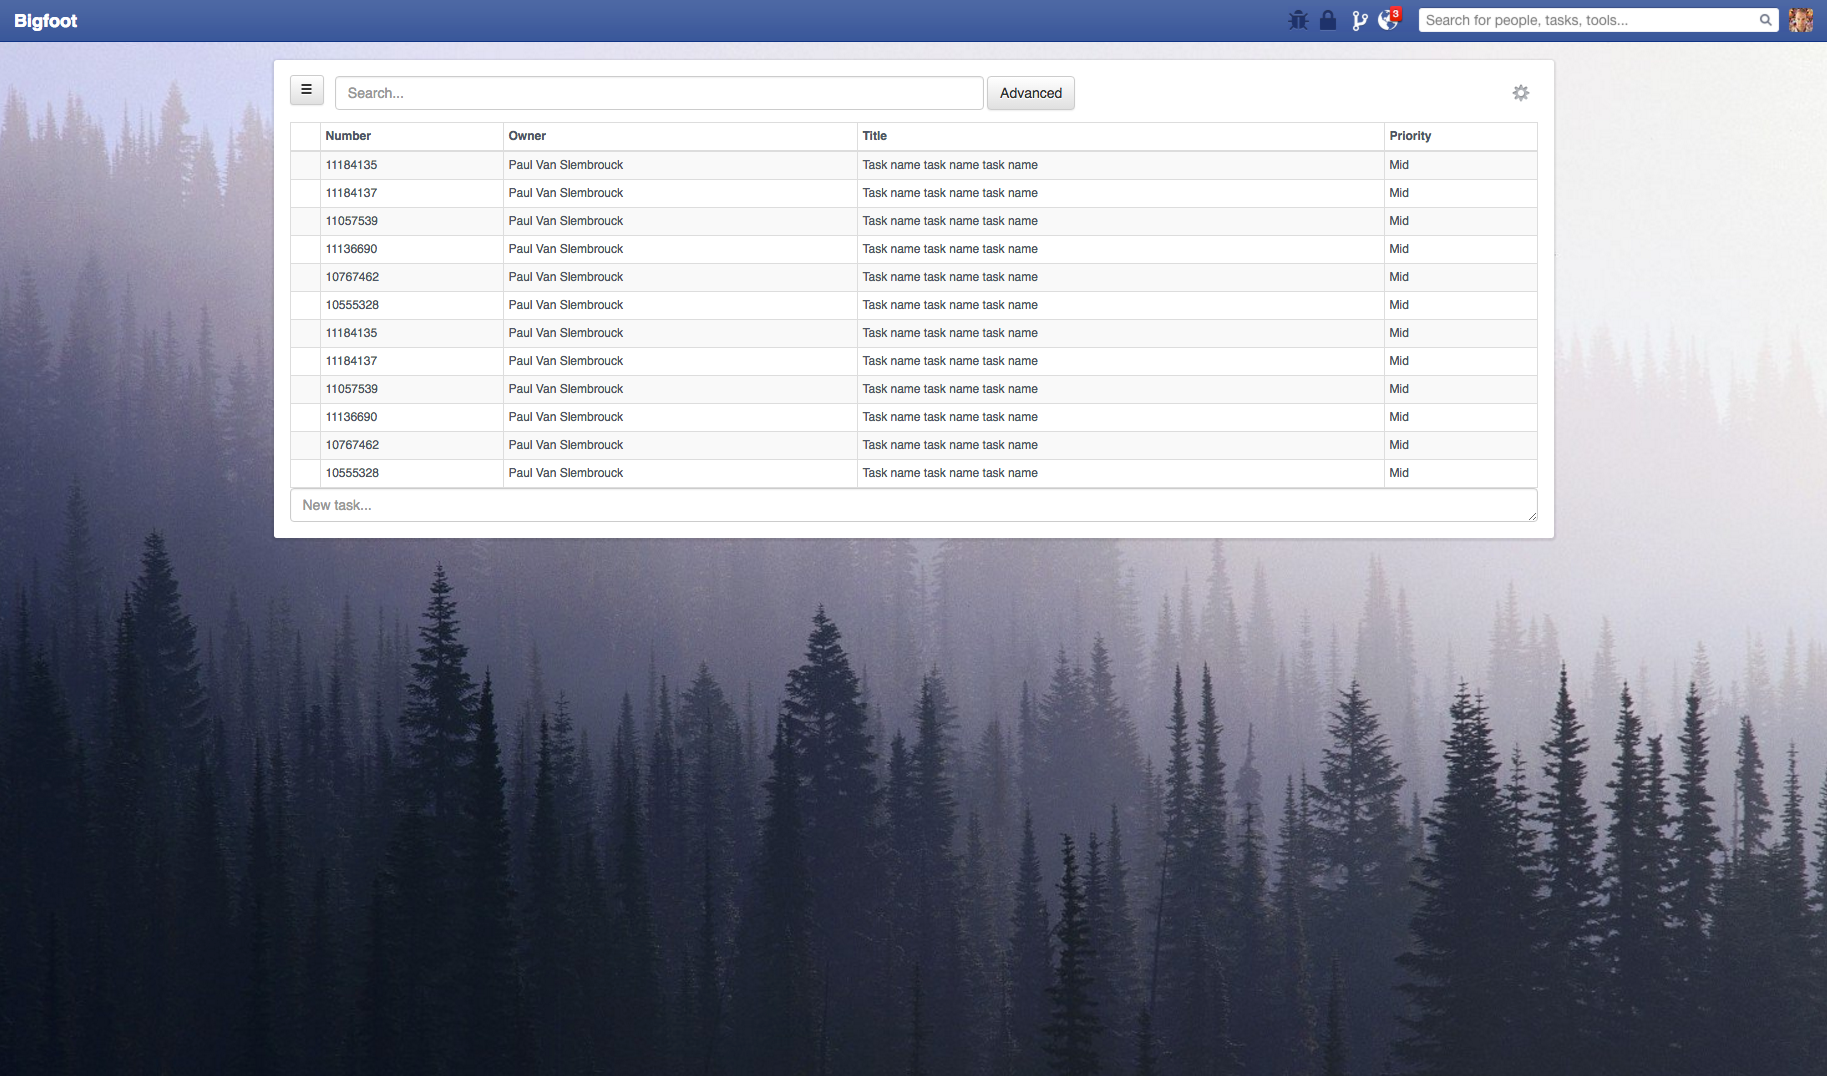 Bigfoot
3
Search for people, tasks, tools...
Search...
Advanced
Number Owner Title Priority
11184135 Paul Van Slembrouck Task name task name task name Mid
11184137 Paul Van Slembrouck Task name task name task name Mid
11057539 Paul Van Slembrouck Task name task name task name Mid
11136690 Paul Van Slembrouck Task name task name task name Mid
10767462 Paul Van Slembrouck Task name task name task name Mid
10555328 Paul Van Slembrouck Task name task name task name Mid
11184135 Paul Van Slembrouck Task name task name task name Mid
11184137 Paul Van Slembrouck Task name task name task name Mid
11057539 Paul Van Slembrouck Task name task name task name Mid
11136690 Paul Van Slembrouck Task name task name task name Mid
10767462 Paul Van Slembrouck Task name task name task name Mid
10555328 Paul Van Slembrouck Task name task name task name Mid
New task...